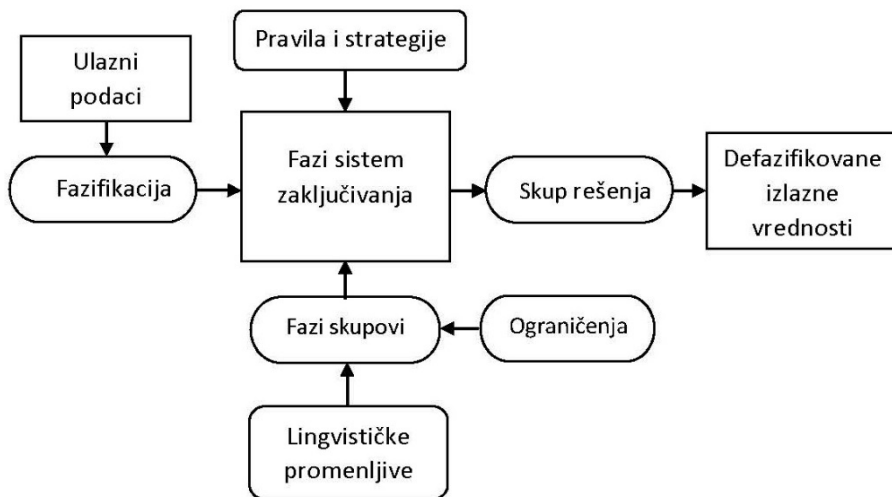 Ulazni
podaci
Pravila i strategije
Fazifikacija
Fazi sistem
zaključivanja
Skup rešenja
Defazifikovane
izlazne
vrednosti
Fazi skupovi
Ograničenja
Lingvističke
promenljive